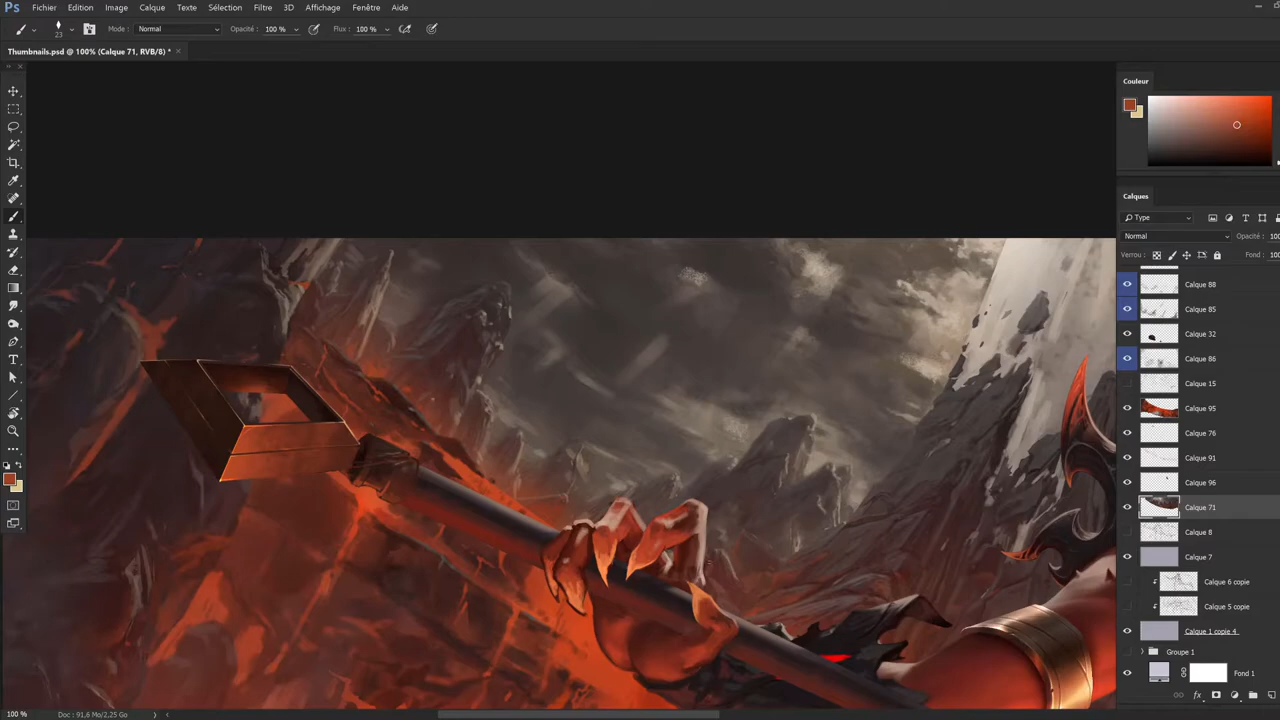 Ps Fichier Edition Image Calque Texte Sélection Filtre 3D Affichage Fenêtre Aide
23 Mode : Normal Opacité : 100 % Flux : 100 %
Thumbnails.psd @ 100% (Calque 71, RVB/8) * ×
Couleur
Calques
Type
Normal Opacité : 100
Verrou : Fond : 100
Calque 88
Calque 85
Calque 32
Calque 86
Calque 15
Calque 95
Calque 76
Calque 91
Calque 96
Calque 71
Calque 8
Calque 7
Calque 6 copie
Calque 5 copie
Calque 1 copie 4
Groupe 1
Fond 1
100 % Doc : 91,6 Mo/2,25 Go